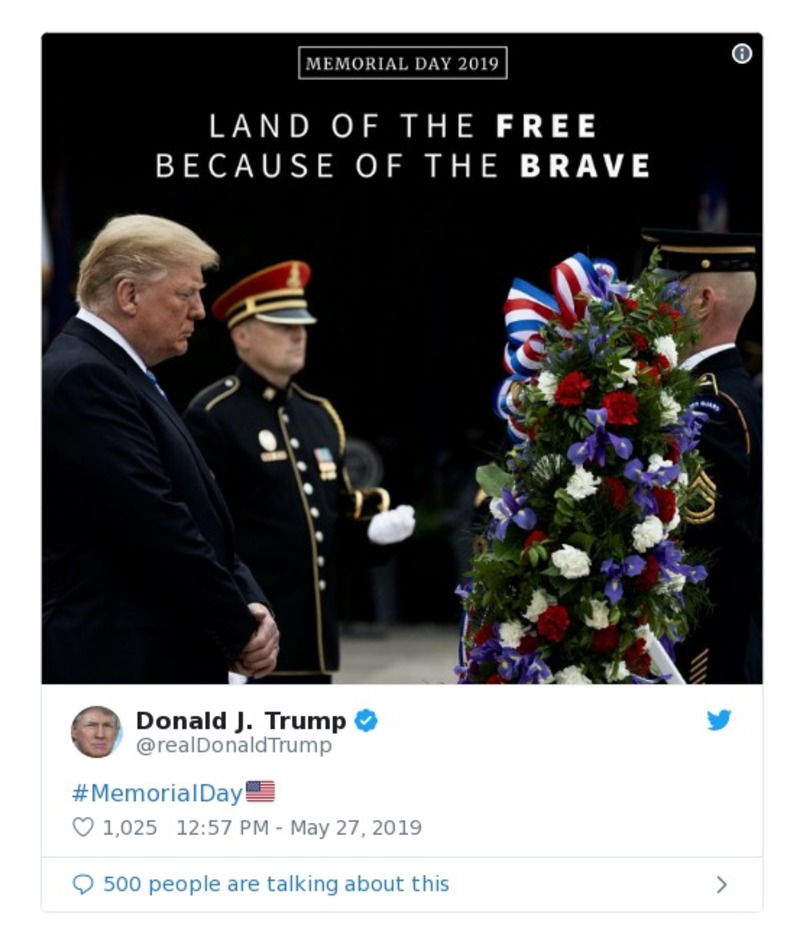 MEMORIAL DAY 2019
LAND OF THE FREE
BECAUSE OF THE BRAVE
Donald J. Trump
@realDonaldTrump
#MemorialDay🇺🇸
1,025 12:57 PM - May 27, 2019
500 people are talking about this